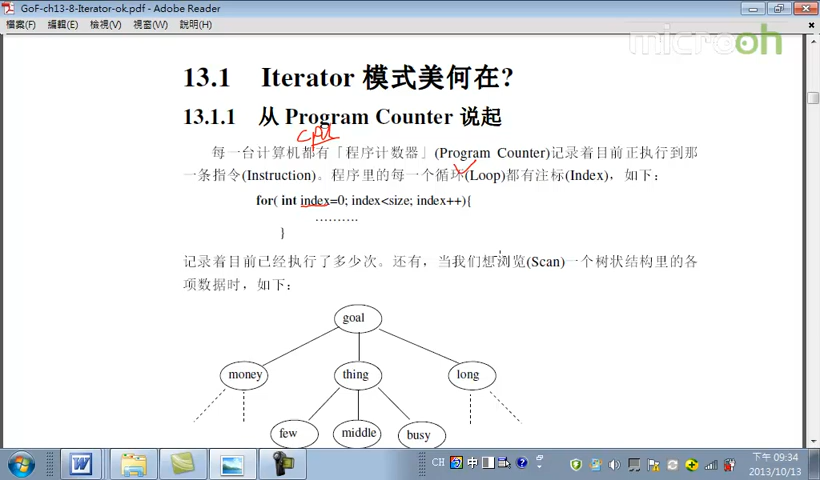 GoF-ch13-8-Iterator-ok.pdf - Adobe Reader
檔案(F) 編輯(E) 檢視(V) 視窗(W) 說明(H)
microoh
13.1 Iterator 模式美何在?
13.1.1 从 Program Counter 说起
CPU
每一台计算机都有「程序计数器」(Program Counter)记录着目前正执行到那
一条指令(Instruction)。程序里的每一个循环(Loop)都有注标(Index)，如下：
for( int index=0; index<size; index++){
..........
}
记录着目前已经执行了多少次。还有，当我们想浏览(Scan)一个树状结构里的各
项数据时，如下：
goal
money thing long
few middle busy
CH 中
下午 09:34
2013/10/13